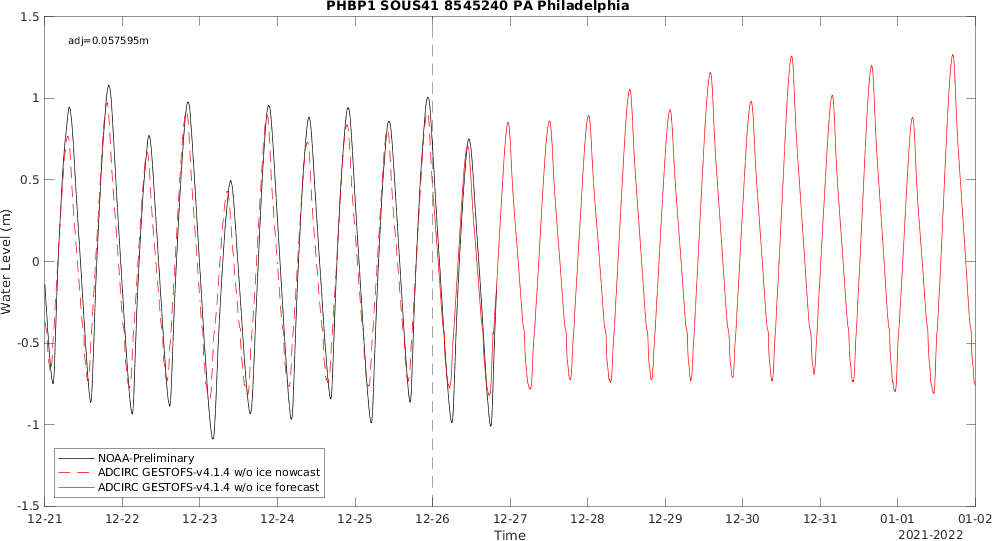 PHBP1 SOUS41 8545240 PA Philadelphia
adj=0.057595m
Water Level (m)
1.5
1
0.5
0
-0.5
-1
-1.5
NOAA-Preliminary
ADCIRC GESTOFS-v4.1.4 w/o ice nowcast
ADCIRC GESTOFS-v4.1.4 w/o ice forecast
12-21 12-22 12-23 12-24 12-25 12-26 12-27 12-28 12-29 12-30 12-31 01-01 01-02
Time
2021-2022